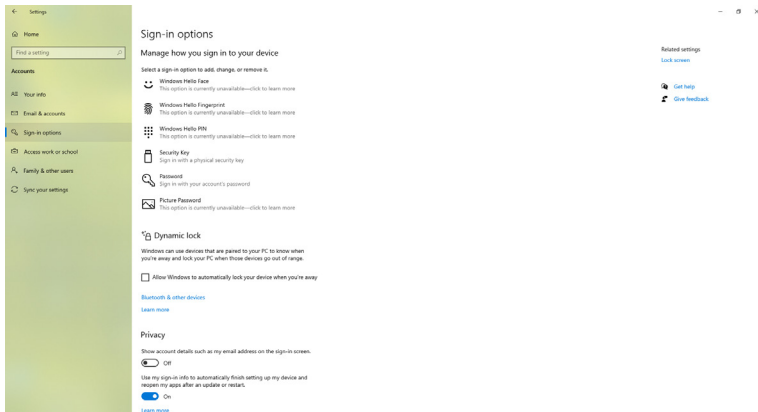 Settings
Home
Find a setting
Accounts
Your info
Email & accounts
Sign-in options
Access work or school
Family & other users
Sync your settings
Sign-in options
Manage how you sign in to your device
Select a sign-in option to add, change, or remove it.
Windows Hello Face
This option is currently unavailable—click to learn more
Windows Hello Fingerprint
This option is currently unavailable—click to learn more
Windows Hello PIN
This option is currently unavailable—click to learn more
Security Key
Sign in with a physical security key
Password
Sign in with your account's password
Picture Password
This option is currently unavailable—click to learn more
Dynamic lock
Windows can use devices that are paired to your PC to know when
you're away and lock your PC when those devices go out of range.
Allow Windows to automatically lock your device when you're away
Bluetooth & other devices
Learn more
Privacy
Show account details such as my email address on the sign-in screen.
Off
Use my sign-in info to automatically finish setting up my device and
reopen my apps after an update or restart.
On
Learn more
Related settings
Lock screen
Get help
Give feedback